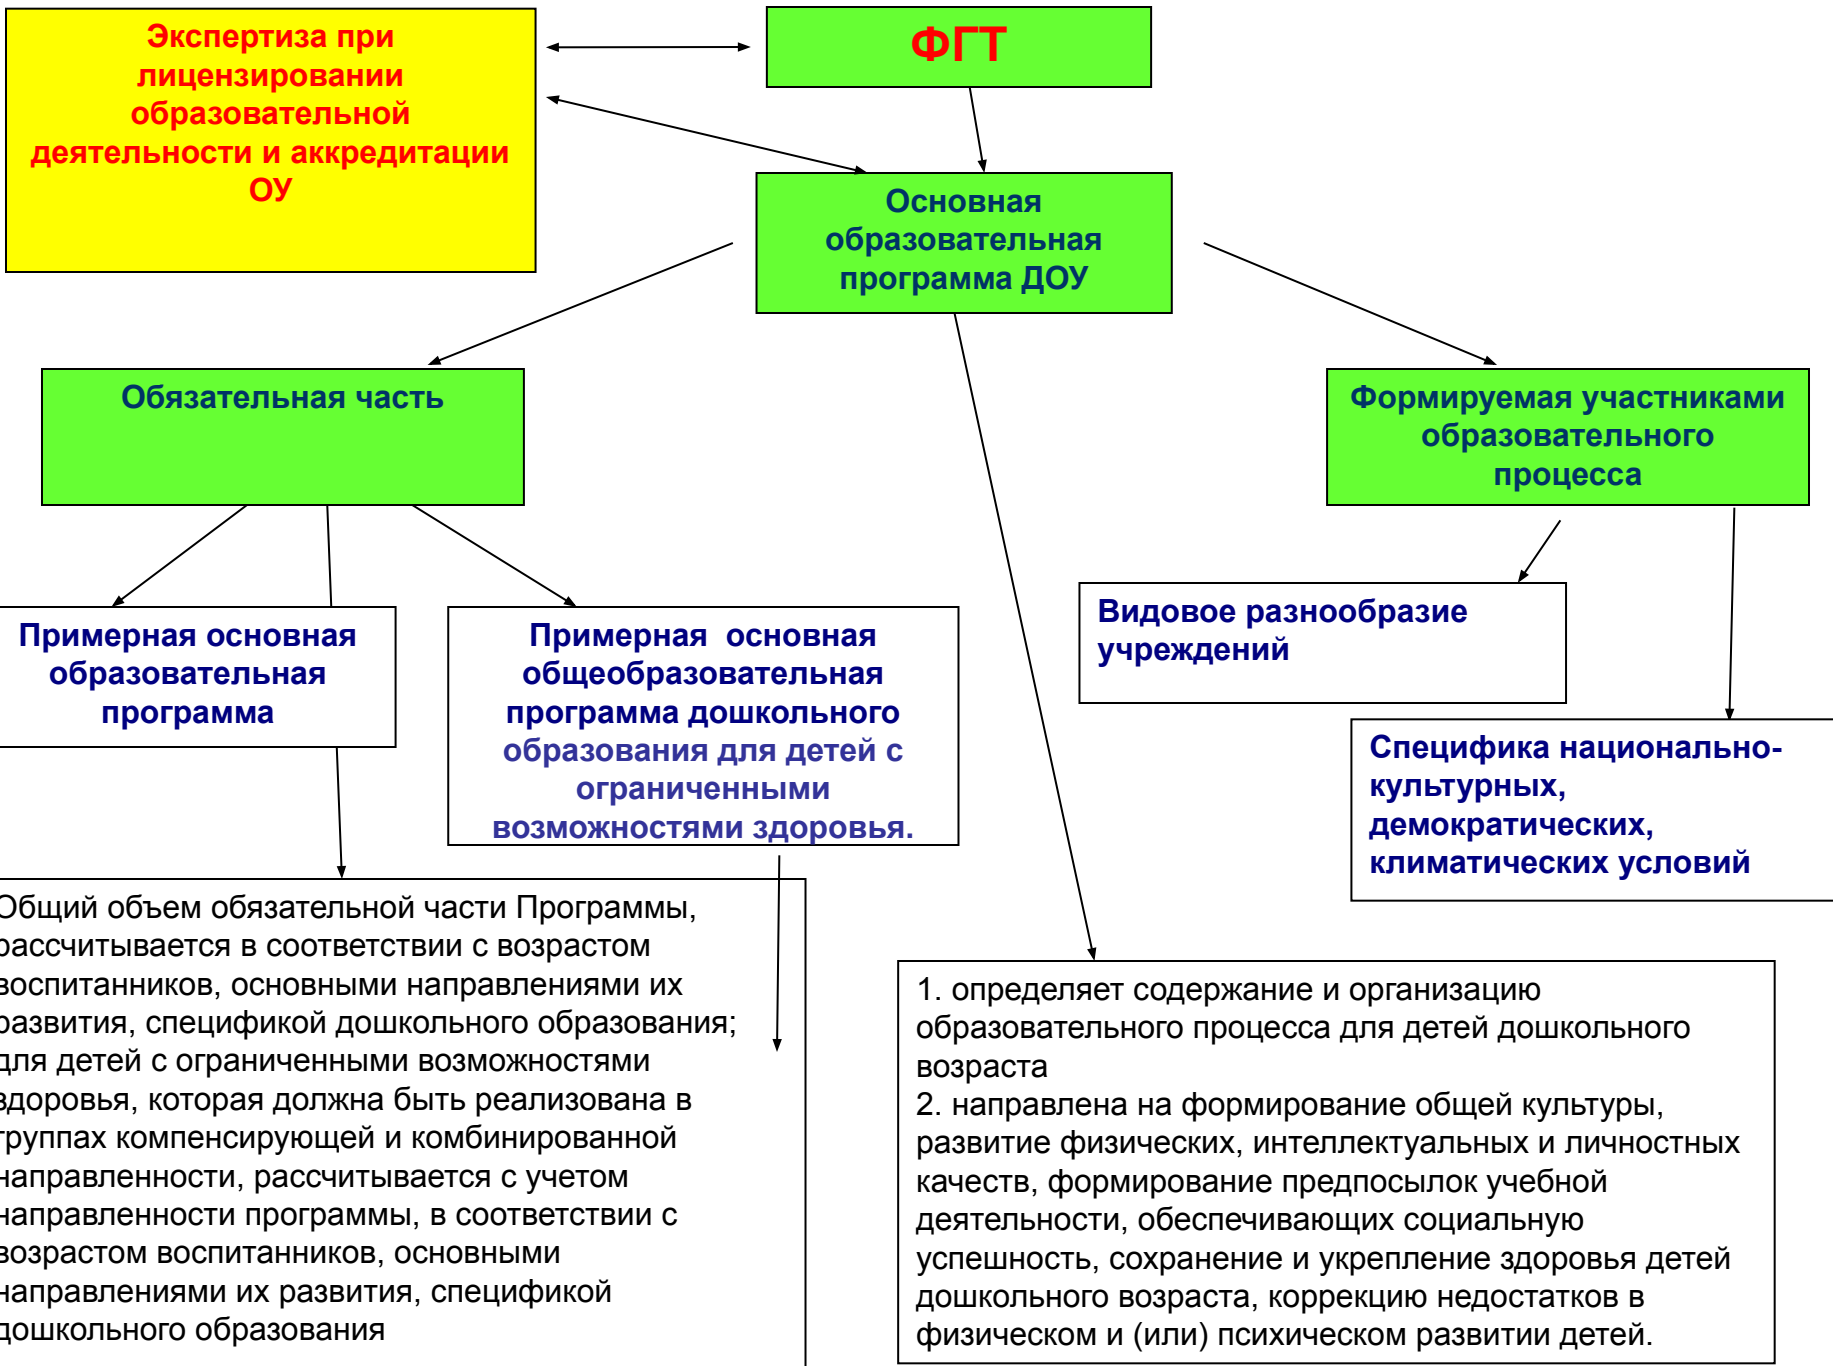 Экспертиза при
лицензировании
образовательной
деятельности и аккредитации
ОУ
ФГТ
Основная
образовательная
программа ДОУ
Обязательная часть
Формируемая участниками
образовательного
процесса
Примерная основная
образовательная
программа
Примерная основная
общеобразовательная
программа дошкольного
образования для детей с
ограниченными
возможностями здоровья.
Видовое разнообразие
учреждений
Специфика национально-
культурных,
демократических,
климатических условий
Общий объем обязательной части Программы,
рассчитывается в соответствии с возрастом
воспитанников, основными направлениями их
развития, спецификой дошкольного образования;
для детей с ограниченными возможностями
здоровья, которая должна быть реализована в
группах компенсирующей и комбинированной
направленности, рассчитывается с учетом
направленности программы, в соответствии с
возрастом воспитанников, основными
направлениями их развития, спецификой
дошкольного образования
1. определяет содержание и организацию
образовательного процесса для детей дошкольного
возраста
2. направлена на формирование общей культуры,
развитие физических, интеллектуальных и личностных
качеств, формирование предпосылок учебной
деятельности, обеспечивающих социальную
успешность, сохранение и укрепление здоровья детей
дошкольного возраста, коррекцию недостатков в
физическом и (или) психическом развитии детей.